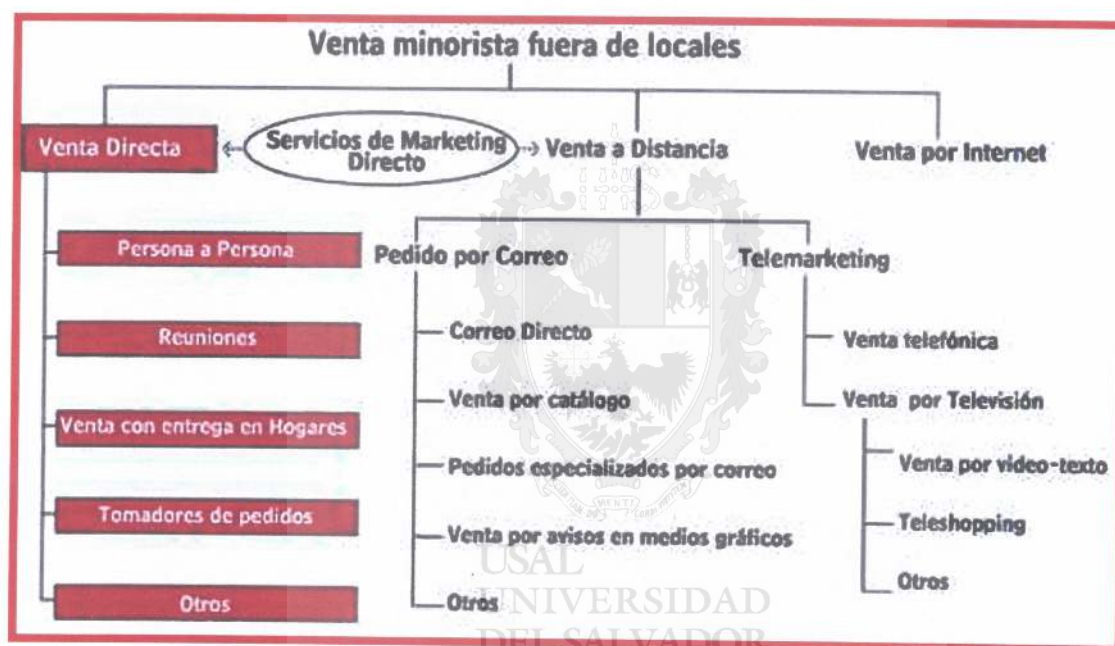 Venta minorista fuera de locales
Venta Directa
Servicios de Marketing
Directo
Venta a Distancia
Venta por Internet
Persona a Persona
Reuniones
Venta con entrega en Hogares
Tomadores de pedidos
Otros
Pedido por Correo
Correo Directo
Venta por catálogo
Pedidos especializados por correo
Venta por avisos en medios gráficos
Otros
Telemarketing
Venta telefónica
Venta por Televisión
Venta por video-texto
Teleshopping
Otros
USAL
UNIVERSIDAD
DEL SALVADOR